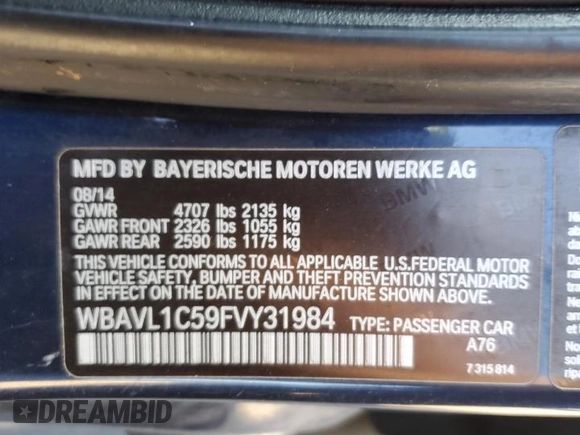 MFD BY BAYERISCHE MOTOREN WERKE AG
08/14
GVWR 4707 lbs 2135 kg
GAWR FRONT 2326 lbs 1055 kg
GAWR REAR 2590 lbs 1175 kg
THIS VEHICLE CONFORMS TO ALL APPLICABLE U.S.FEDERAL MOTOR
VEHICLE SAFETY, BUMPER AND THEFT PREVENTION STANDARDS
IN EFFECT ON THE DATE OF MANUFACTURE SHOWN ABOVE.
WBAVL1C59FVY31984 TYPE: PASSENGER CAR
A76
7 315 814
DREAMBID